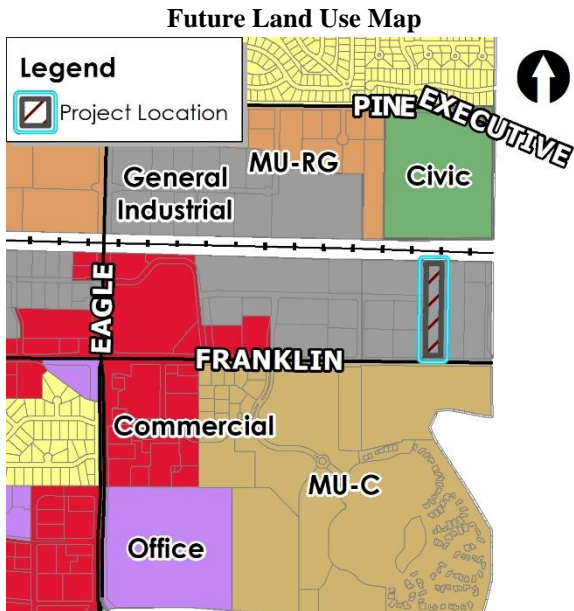 Future Land Use Map
Legend
Project Location
PINE
EXECUTIVE
MU-RG
General
Industrial
Civic
EAGLE
FRANKLIN
Commercial
MU-C
Office